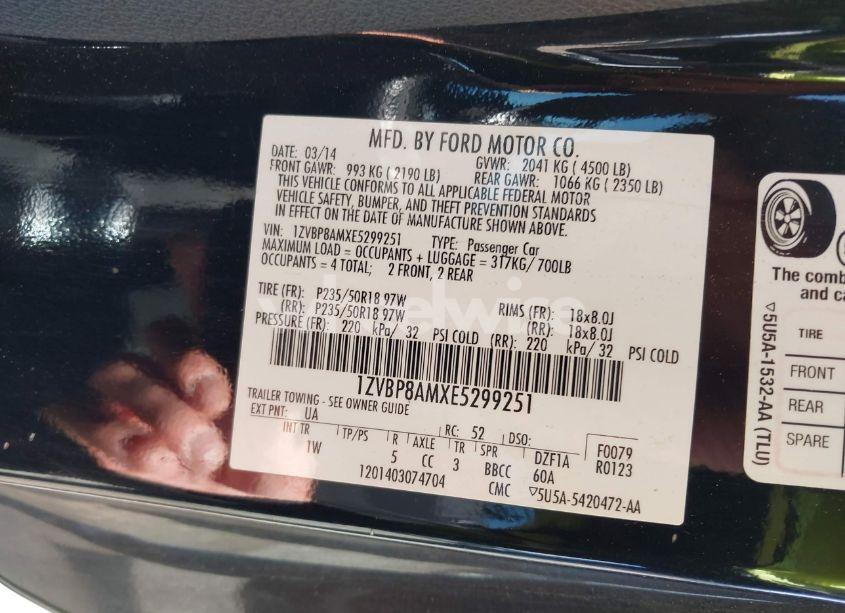 MFD. BY FORD MOTOR CO.
DATE: 03/14 GVWR: 2041 KG ( 4500 LB)
FRONT GAWR: 993 KG ( 2190 LB) REAR GAWR: 1066 KG ( 2350 LB)
THIS VEHICLE CONFORMS TO ALL APPLICABLE FEDERAL MOTOR
VEHICLE SAFETY, BUMPER, AND THEFT PREVENTION STANDARDS
IN EFFECT ON THE DATE OF MANUFACTURE SHOWN ABOVE.
VIN: 1ZVBP8AMXE5299251 TYPE: Passenger Car
MAXIMUM LOAD = OCCUPANTS + LUGGAGE = 317KG/ 700LB
OCCUPANTS = 4 TOTAL; 2 FRONT, 2 REAR
TIRE (FR): P235/50R18 97W RIMS (FR): 18x8.0J
(RR): P235/50R18 97W (RR): 18x8.0J
PRESSURE (FR): 220 kPa/ 32 PSI COLD (RR): 220 kPa/ 32 PSI COLD
1ZVBP8AMXE5299251
TRAILER TOWING - SEE OWNER GUIDE
EXT PNT: UA RC: 52 DSO: F0079
INT TR TP/PS R AXLE TR SPR DZF1A R0123
1W 5 CC 3 BBCC 60A
1201403074704 CMC ▽5U5A-5420472-AA
The comb
and ca
TIRE
FRONT
REAR
SPARE
▽5U5A-1532-AA (TLU)